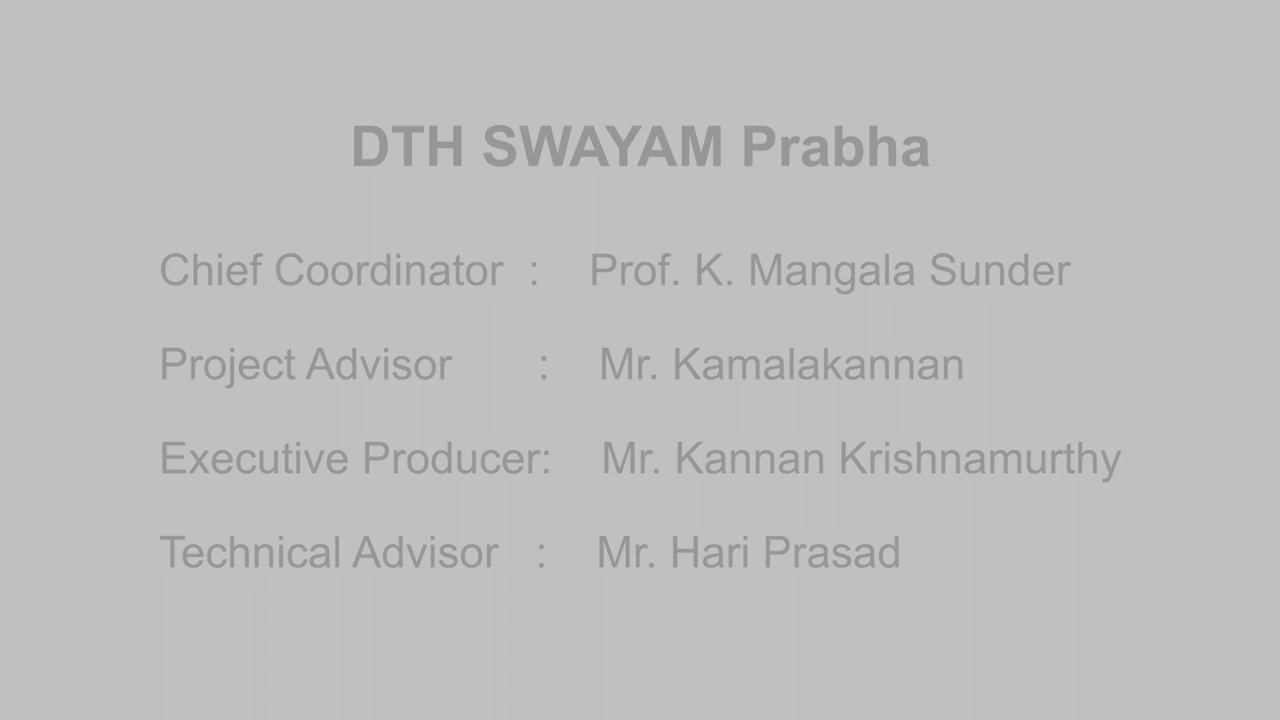 DTH SWAYAM Prabha
Chief Coordinator : Prof. K. Mangala Sunder
Project Advisor : Mr. Kamalakannan
Executive Producer: Mr. Kannan Krishnamurthy
Technical Advisor : Mr. Hari Prasad